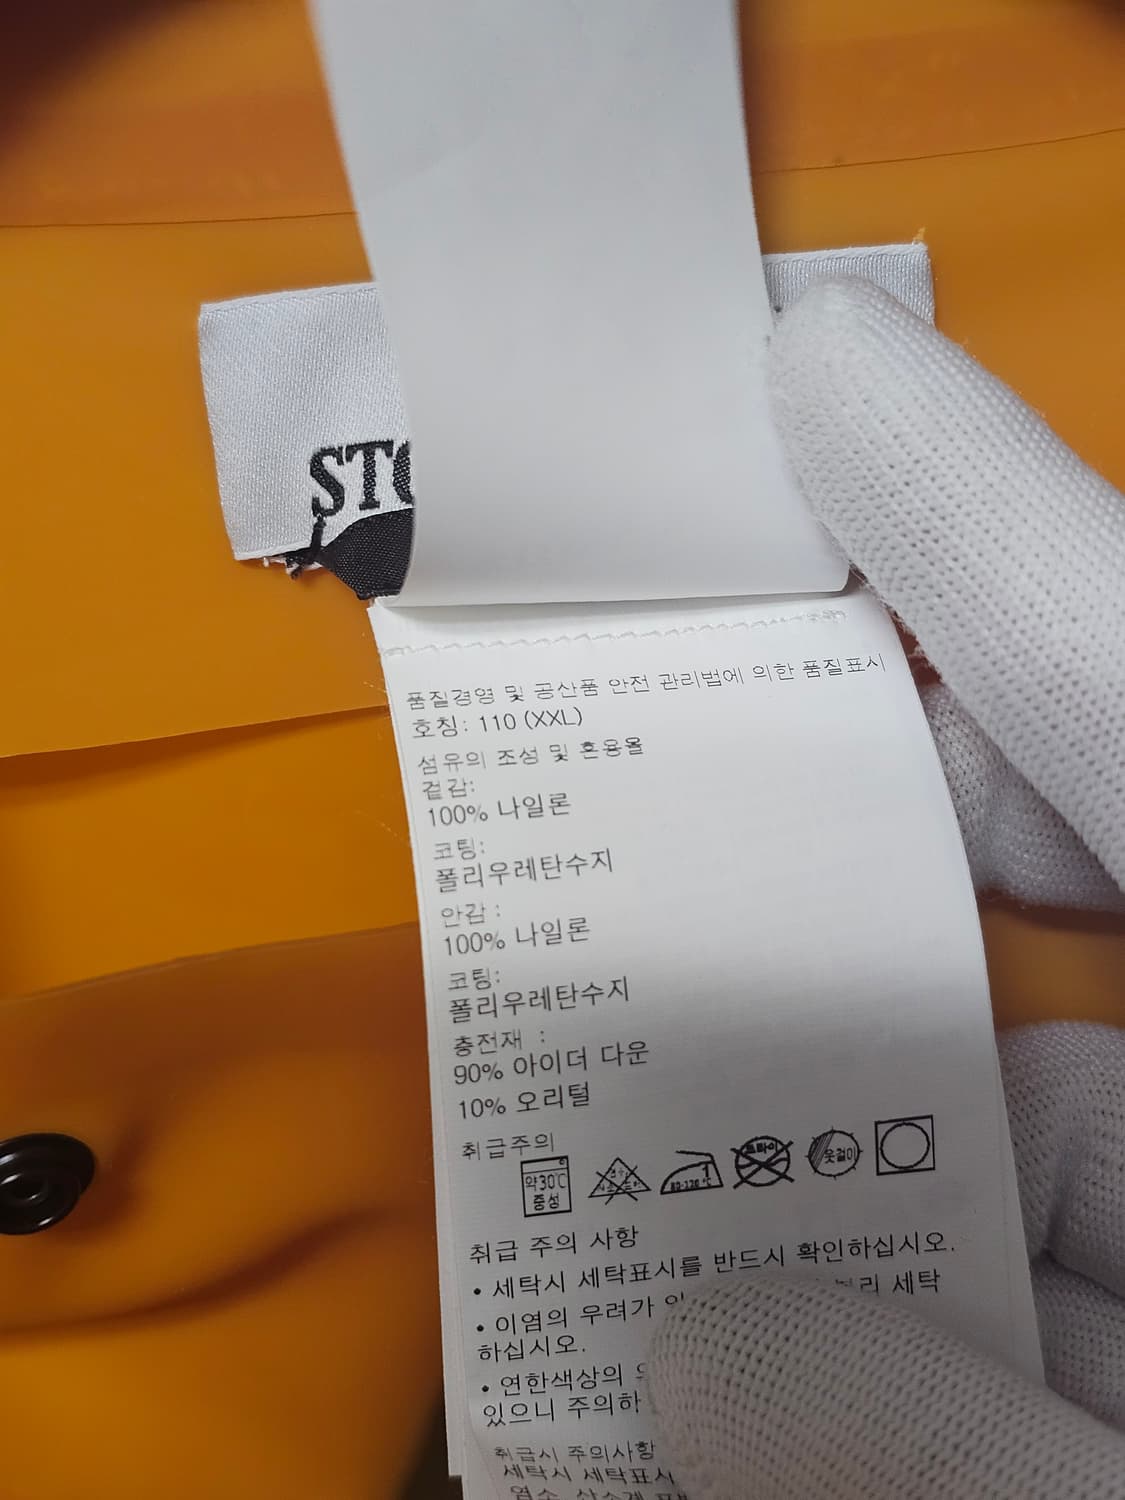 품질경영 및 공산품 안전 관리법에 의한 품질표시
호칭: 110 (XXL)
섬유의 조성 및 혼용율
겉감:
100% 나일론
코팅:
폴리우레탄수지
안감 :
100% 나일론
코팅:
폴리우레탄수지
충전재 :
90% 아이더 다운
10% 오리털
취급주의
약30℃
중성
80-120℃
드라이
옷걸이
취급 주의 사항
• 세탁시 세탁표시를 반드시 확인하십시오.
• 이염의 우려가 세탁
하십시오.
• 연한색상의
있으니 주의하
취급시 주의사항
세탁시 세탁표시